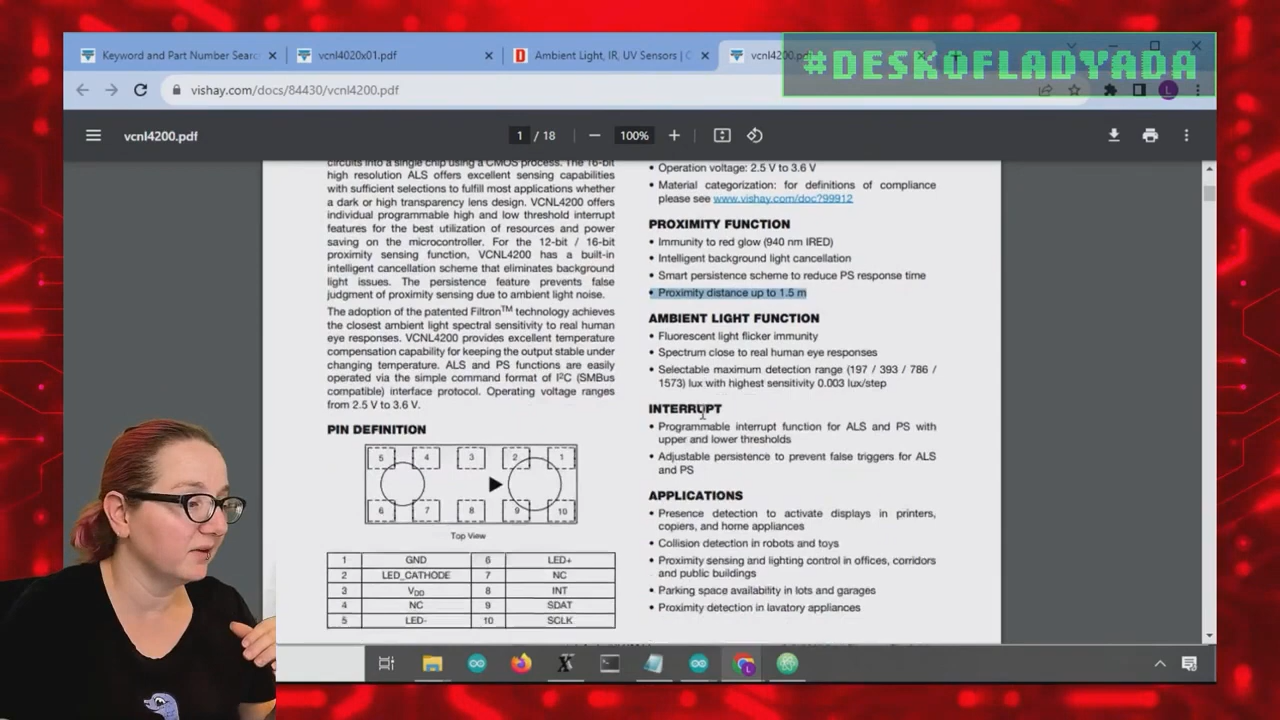 #DESKOFLADYADA
Keyword and Part Number Searc
vcnl4020x01.pdf
Ambient Light, IR, UV Sensors | C
vcnl4200.pd
vishay.com/docs/84430/vcnl4200.pdf
L
vcnl4200.pdf
1 / 18
100%
circuits into a single chip using a CMOS process. The 16-bit
high resolution ALS offers excellent sensing capabilities
with sufficient selections to fulfill most applications whether
a dark or high transparency lens design. VCNL4200 offers
individual programmable high and low threshold interrupt
features for the best utilization of resources and power
saving on the microcontroller. For the 12-bit / 16-bit
proximity sensing function, VCNL4200 has a built-in
intelligent cancellation scheme that eliminates background
light issues. The persistence feature prevents false
judgment of proximity sensing due to ambient light noise.
The adoption of the patented Filtron™ technology achieves
the closest ambient light spectral sensitivity to real human
eye responses. VCNL4200 provides excellent temperature
compensation capability for keeping the output stable under
changing temperature. ALS and PS functions are easily
operated via the simple command format of I²C (SMBus
compatible) interface protocol. Operating voltage ranges
from 2.5 V to 3.6 V.
PIN DEFINITION
5 4 3 2 1
6 7 8 9 10
Top View
1 GND 6 LED+
2 LED_CATHODE 7 NC
3 VDD 8 INT
4 NC 9 SDAT
5 LED- 10 SCLK
• Operation voltage: 2.5 V to 3.6 V
• Material categorization: for definitions of compliance
please see www.vishay.com/doc?99912
PROXIMITY FUNCTION
• Immunity to red glow (940 nm IRED)
• Intelligent background light cancellation
• Smart persistence scheme to reduce PS response time
• Proximity distance up to 1.5 m
AMBIENT LIGHT FUNCTION
• Fluorescent light flicker immunity
• Spectrum close to real human eye responses
• Selectable maximum detection range (197 / 393 / 786 /
1573) lux with highest sensitivity 0.003 lux/step
INTERRUPT
• Programmable interrupt function for ALS and PS with
upper and lower thresholds
• Adjustable persistence to prevent false triggers for ALS
and PS
APPLICATIONS
• Presence detection to activate displays in printers,
copiers, and home appliances
• Collision detection in robots and toys
• Proximity sensing and lighting control in offices, corridors
and public buildings
• Parking space availability in lots and garages
• Proximity detection in lavatory appliances